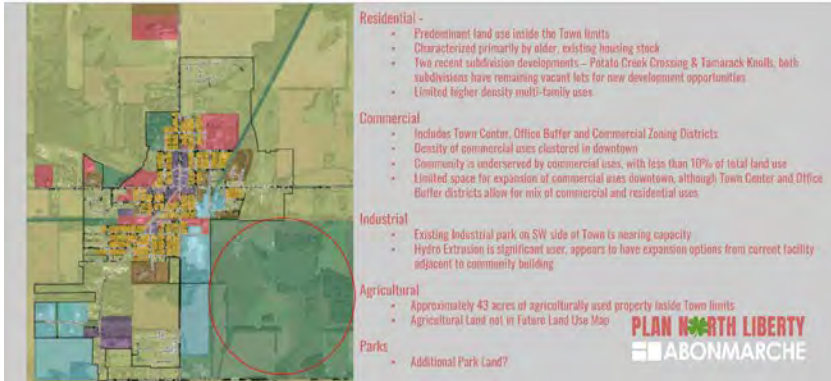 Residential -
• Predominant land use inside the Town limits
• Characterized primarily by older, existing housing stock
• Two recent subdivision developments – Potato Creek Crossing & Tamarack Knolls, both
subdivisions have remaining vacant lots for new development opportunities
• Limited higher density multi-family uses
Commercial
• Includes Town Center, Office Buffer and Commercial Zoning Districts
• Density of commercial uses clustered in downtown
• Community is underserved by commercial uses, with less than 10% of total land use
• Limited space for expansion of commercial uses downtown, although Town Center and Office
Buffer districts allow for mix of commercial and residential uses
Industrial
• Existing Industrial park on SW side of Town is nearing capacity
• Hydro Extrusion is significant user, appears to have expansion options from current facility
adjacent to community building
Agricultural
• Approximately 43 acres of agriculturally used property inside Town limits
• Agricultural Land not in Future Land Use Map
Parks
• Additional Park Land?
PLAN NORTH LIBERTY
ABONMARCHE